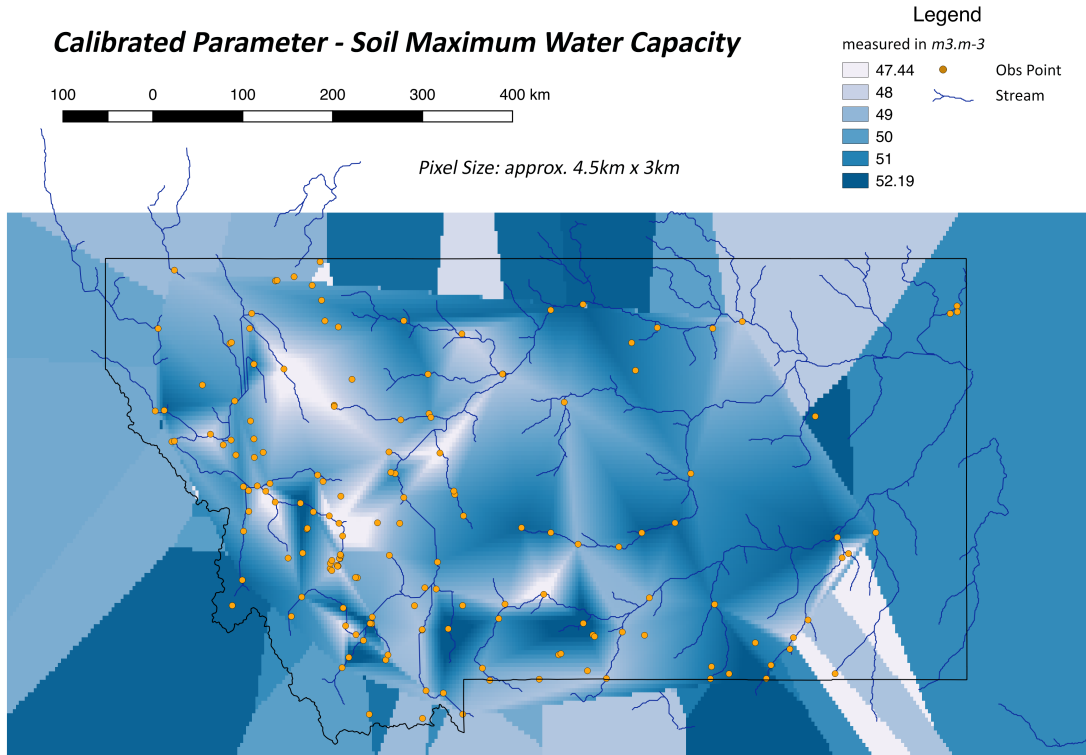 Calibrated Parameter - Soil Maximum Water Capacity
100 0 100 200 300 400 km
Pixel Size: approx. 4.5km x 3km
Legend
measured in m3.m-3
47.44 Obs Point
48 Stream
49
50
51
52.19